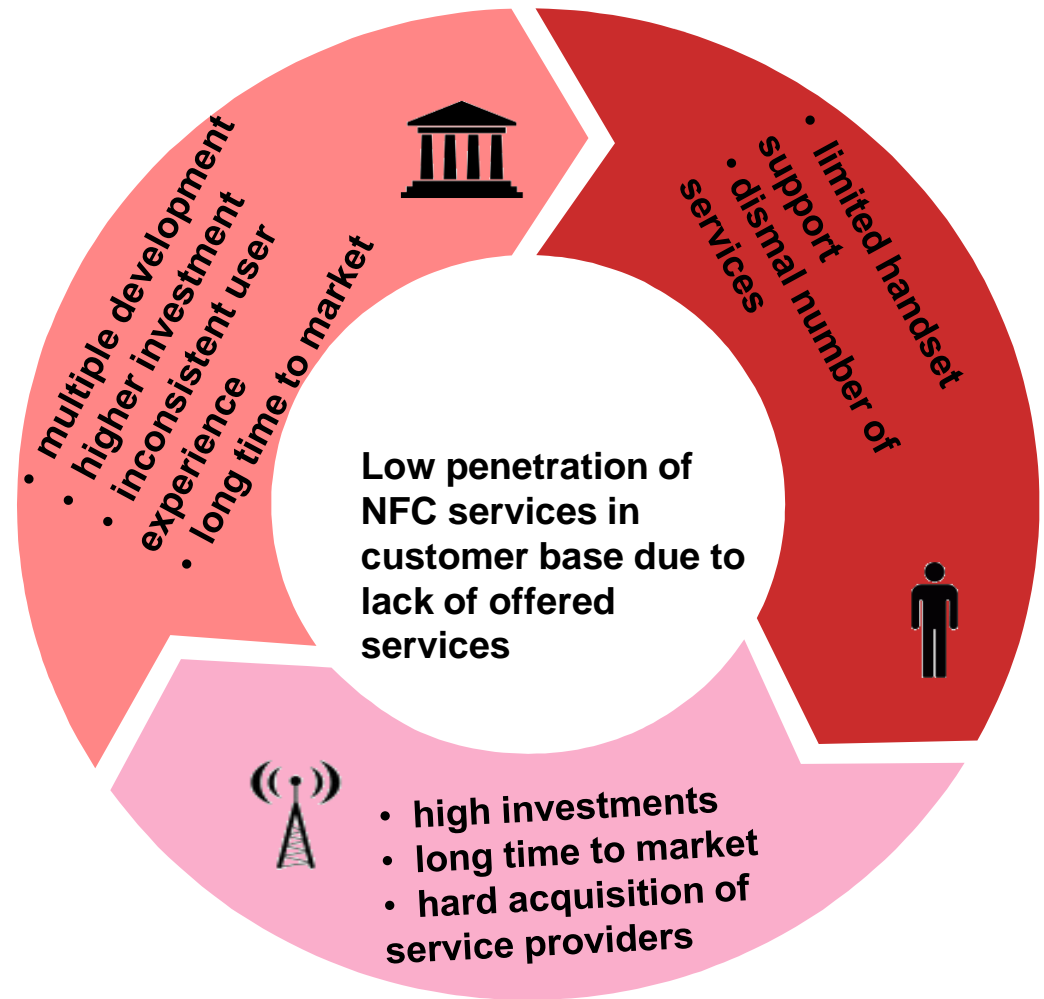 • multiple development
• higher investment
• inconsistent user
experience
• long time to market
• limited handset
support
• dismal number of
services
Low penetration of
NFC services in
customer base due to
lack of offered
services
• high investments
• long time to market
• hard acquisition of
service providers